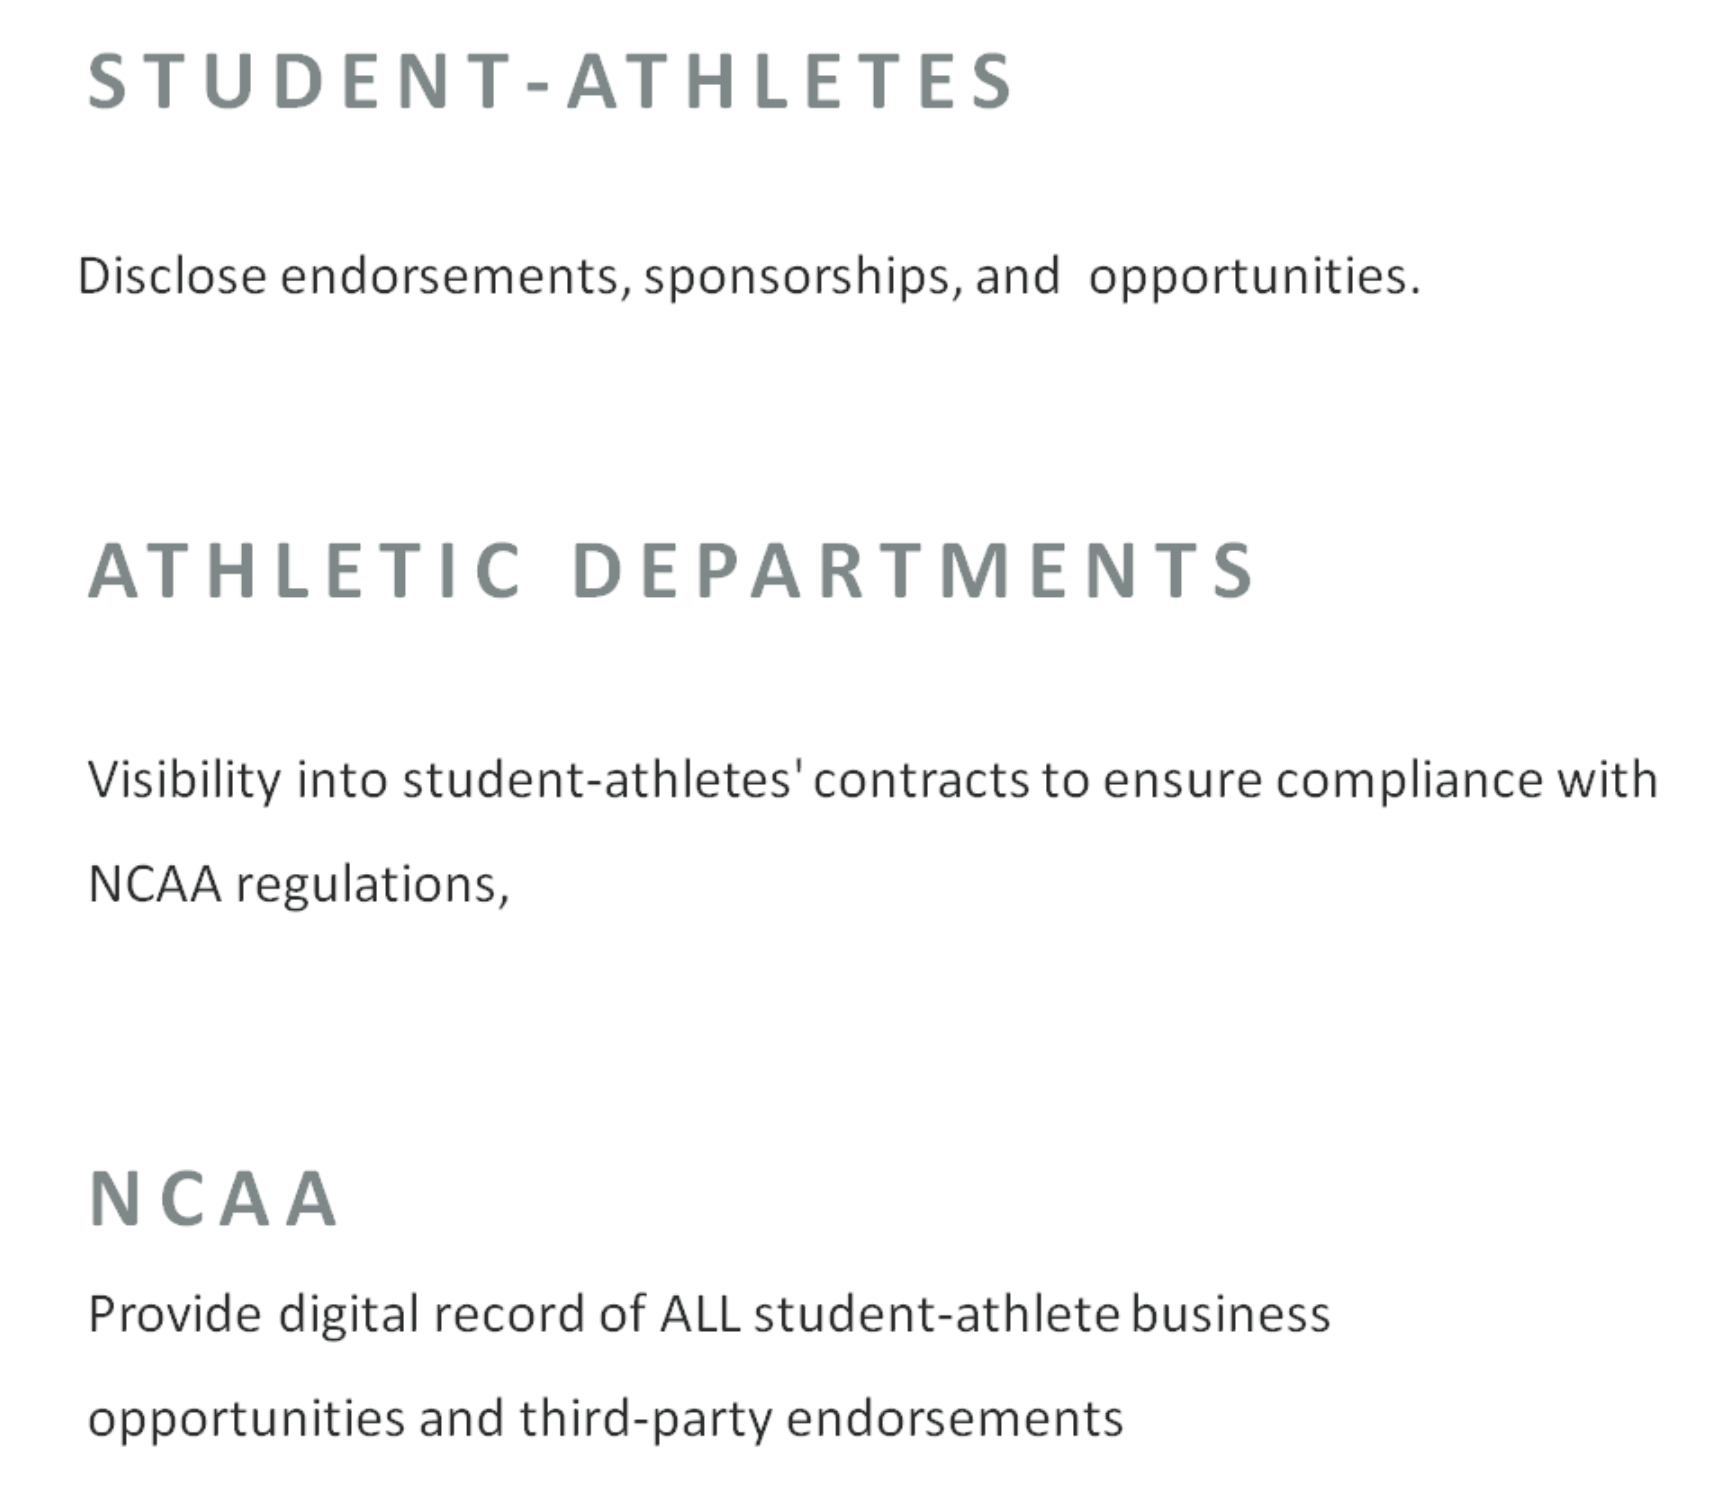 STUDENT-ATHLETES
Disclose endorsements, sponsorships, and opportunities.
ATHLETIC DEPARTMENTS
Visibility into student-athletes' contracts to ensure compliance with
NCAA regulations,
NCAA
Provide digital record of ALL student-athlete business
opportunities and third-party endorsements